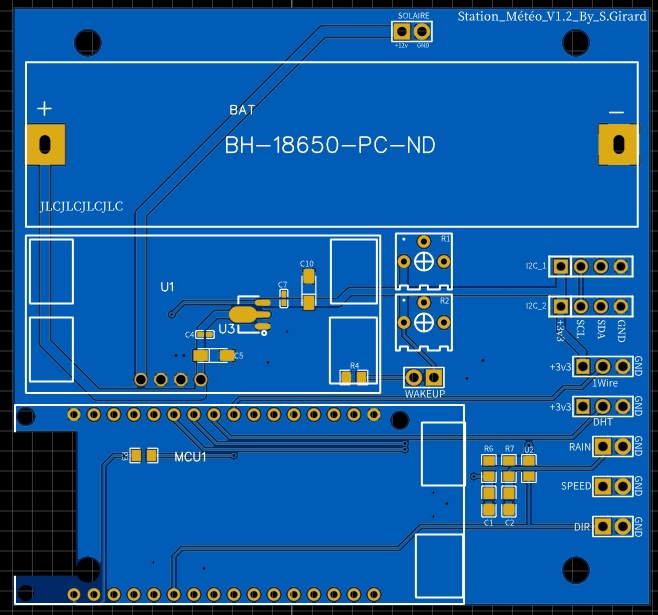 SOLAIRE
Station_Météo_V1.2_By_S.Girard
+12v GND
+ BAT −
BH-18650-PC-ND
JLCJLCJLCJLC
R1
C10
I2C_1
U1
C7
R2
I2C_2
U3
C4
+3v3 SCL SDA GND
C5
R4
+3v3 GND
1Wire
WAKEUP
+3v3 GND
DHT
RAIN GND
R6 R7 U2
MCU1
SPEED GND
C1 C2
DIR GND